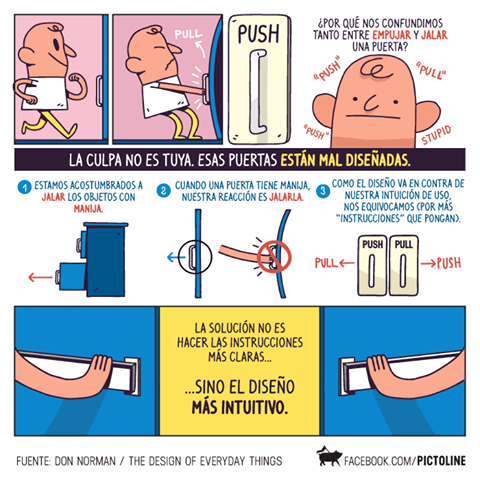 PULL
PUSH
¿POR QUÉ NOS CONFUNDIMOS
TANTO ENTRE EMPUJAR Y JALAR
UNA PUERTA?
"PUSH"
"PULL"
"PUSH"
STUPID
LA CULPA NO ES TUYA. ESAS PUERTAS ESTÁN MAL DISEÑADAS.
1 ESTAMOS ACOSTUMBRADOS A
JALAR LOS OBJETOS CON
MANIJA.
2 CUANDO UNA PUERTA TIENE MANIJA,
NUESTRA REACCIÓN ES JALARLA.
3 COMO EL DISEÑO VA EN CONTRA DE
NUESTRA INTUICIÓN DE USO,
NOS EQUIVOCAMOS (POR MÁS
"INSTRUCCIONES" QUE PONGAN).
PUSH PULL
PULL PUSH
LA SOLUCIÓN NO ES
HACER LAS INSTRUCCIONES
MÁS CLARAS...
...SINO EL DISEÑO
MÁS INTUITIVO.
FUENTE: DON NORMAN / THE DESIGN OF EVERYDAY THINGS
FACEBOOK.COM/PICTOLINE